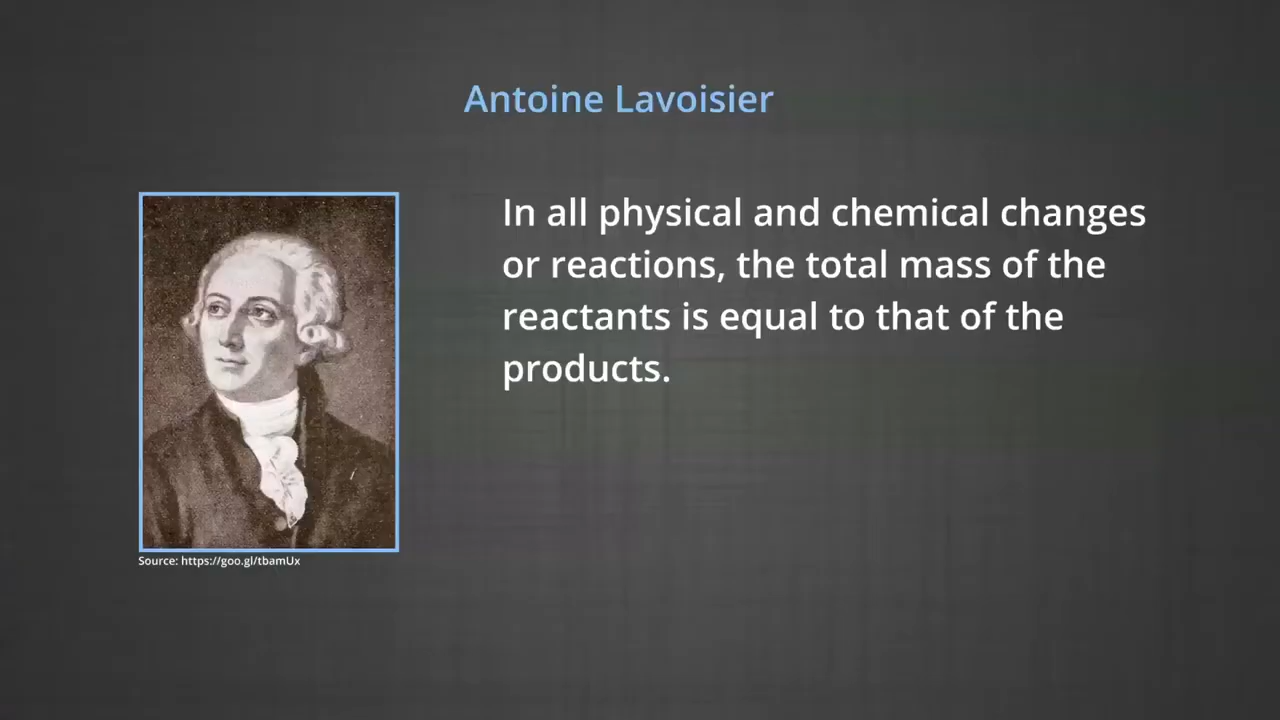 Antoine Lavoisier
In all physical and chemical changes
or reactions, the total mass of the
reactants is equal to that of the
products.
Source: https://goo.gl/tbamUx